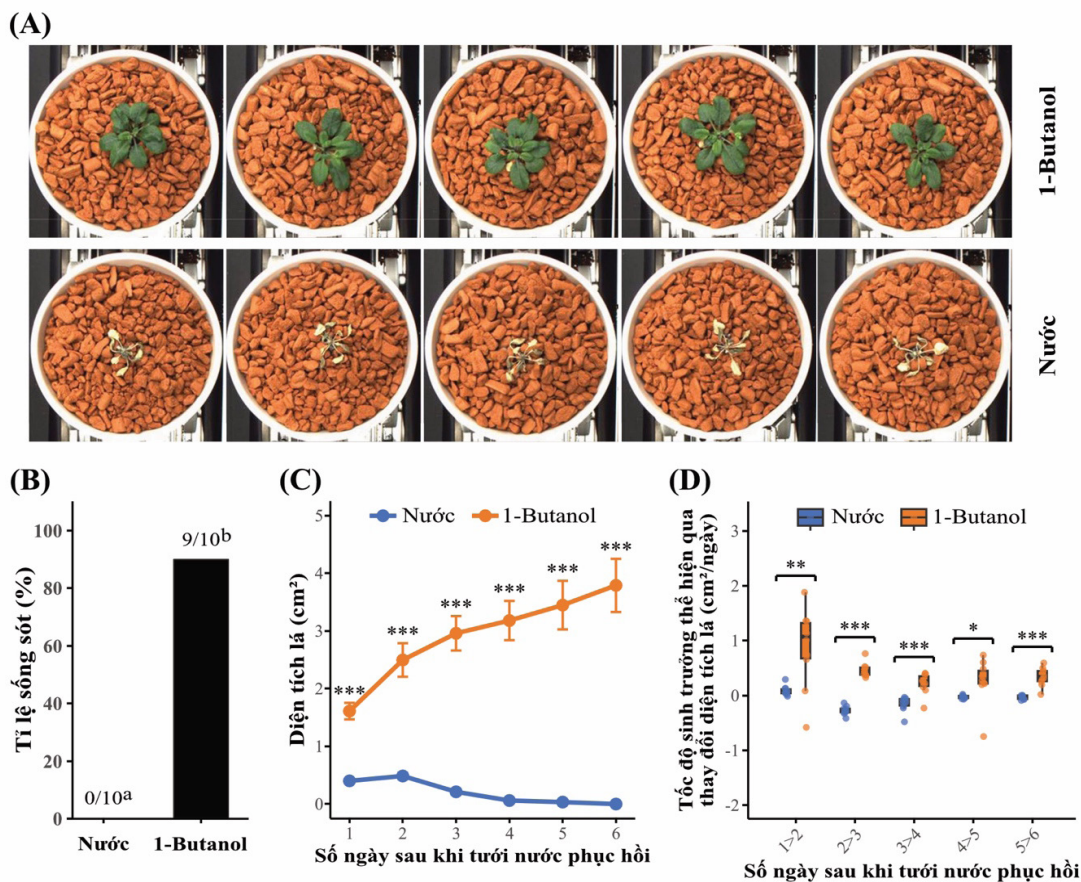 (A)
1-Butanol
Nước
(B)
Tỉ lệ sống sót (%)
100
80
60
40
20
0
0/10a
9/10b
Nước
1-Butanol
(C)
Nước
1-Butanol
Diện tích lá (cm²)
5
4
3
1.6
0.4
0
***
***
***
***
***
***
1
2
3
4
5
6
Số ngày sau khi tưới nước phục hồi
(D)
Nước
1-Butanol
Tốc độ sinh trưởng thể hiện qua
thay đổi diện tích lá (cm²/ngày)
3
2
1
0
-1
-2
**
***
***
*
***
1>2
2>3
3>4
4>5
5>6
Số ngày sau khi tưới nước phục hồi